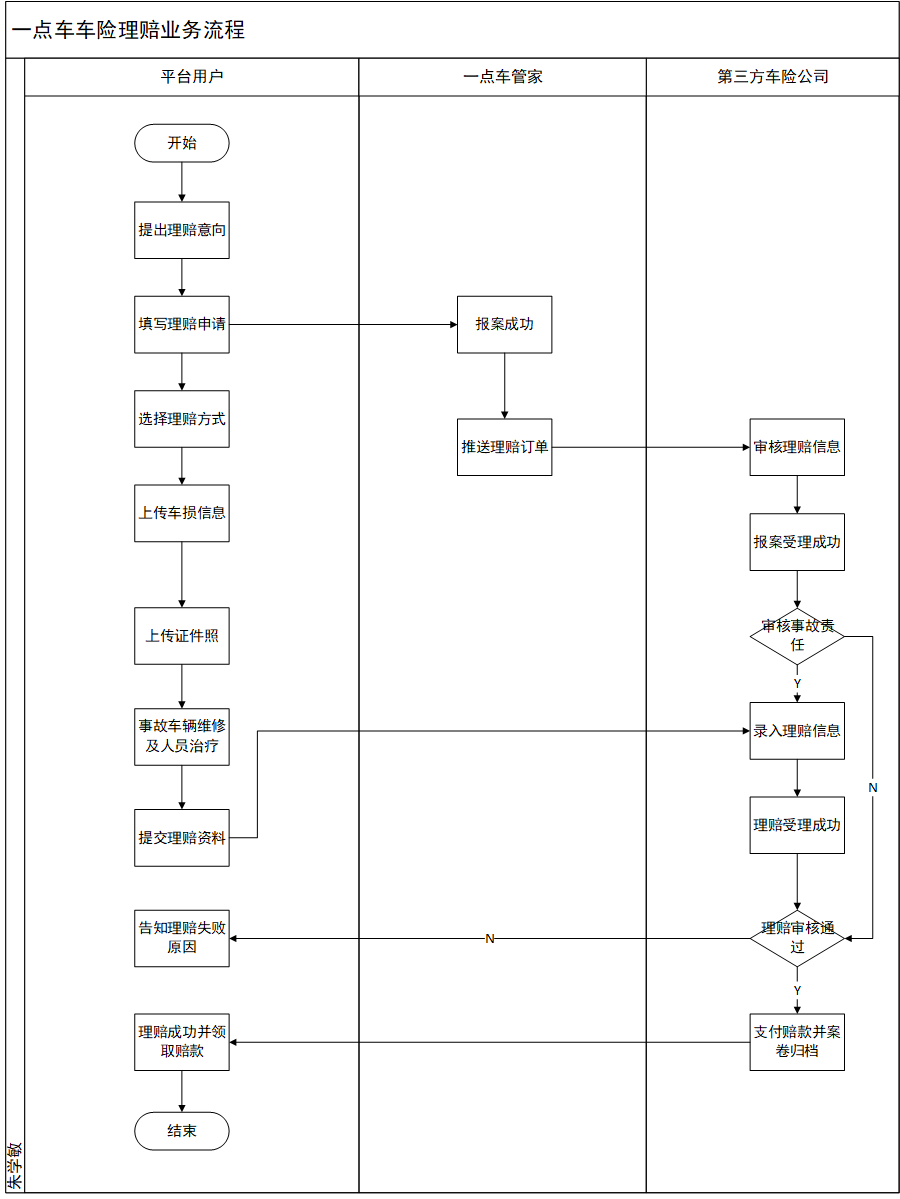 一点车车险理赔业务流程
平台用户
一点车管家
第三方车险公司
开始
提出理赔意向
填写理赔申请
报案成功
选择理赔方式
推送理赔订单
审核理赔信息
上传车损信息
报案受理成功
上传证件照
审核事故责
任
Y
事故车辆维修
及人员治疗
录入理赔信息
N
提交理赔资料
理赔受理成功
告知理赔失败
原因
N
理赔审核通
过
Y
理赔成功并领
取赔款
支付赔款并案
卷归档
结束
朱学敏